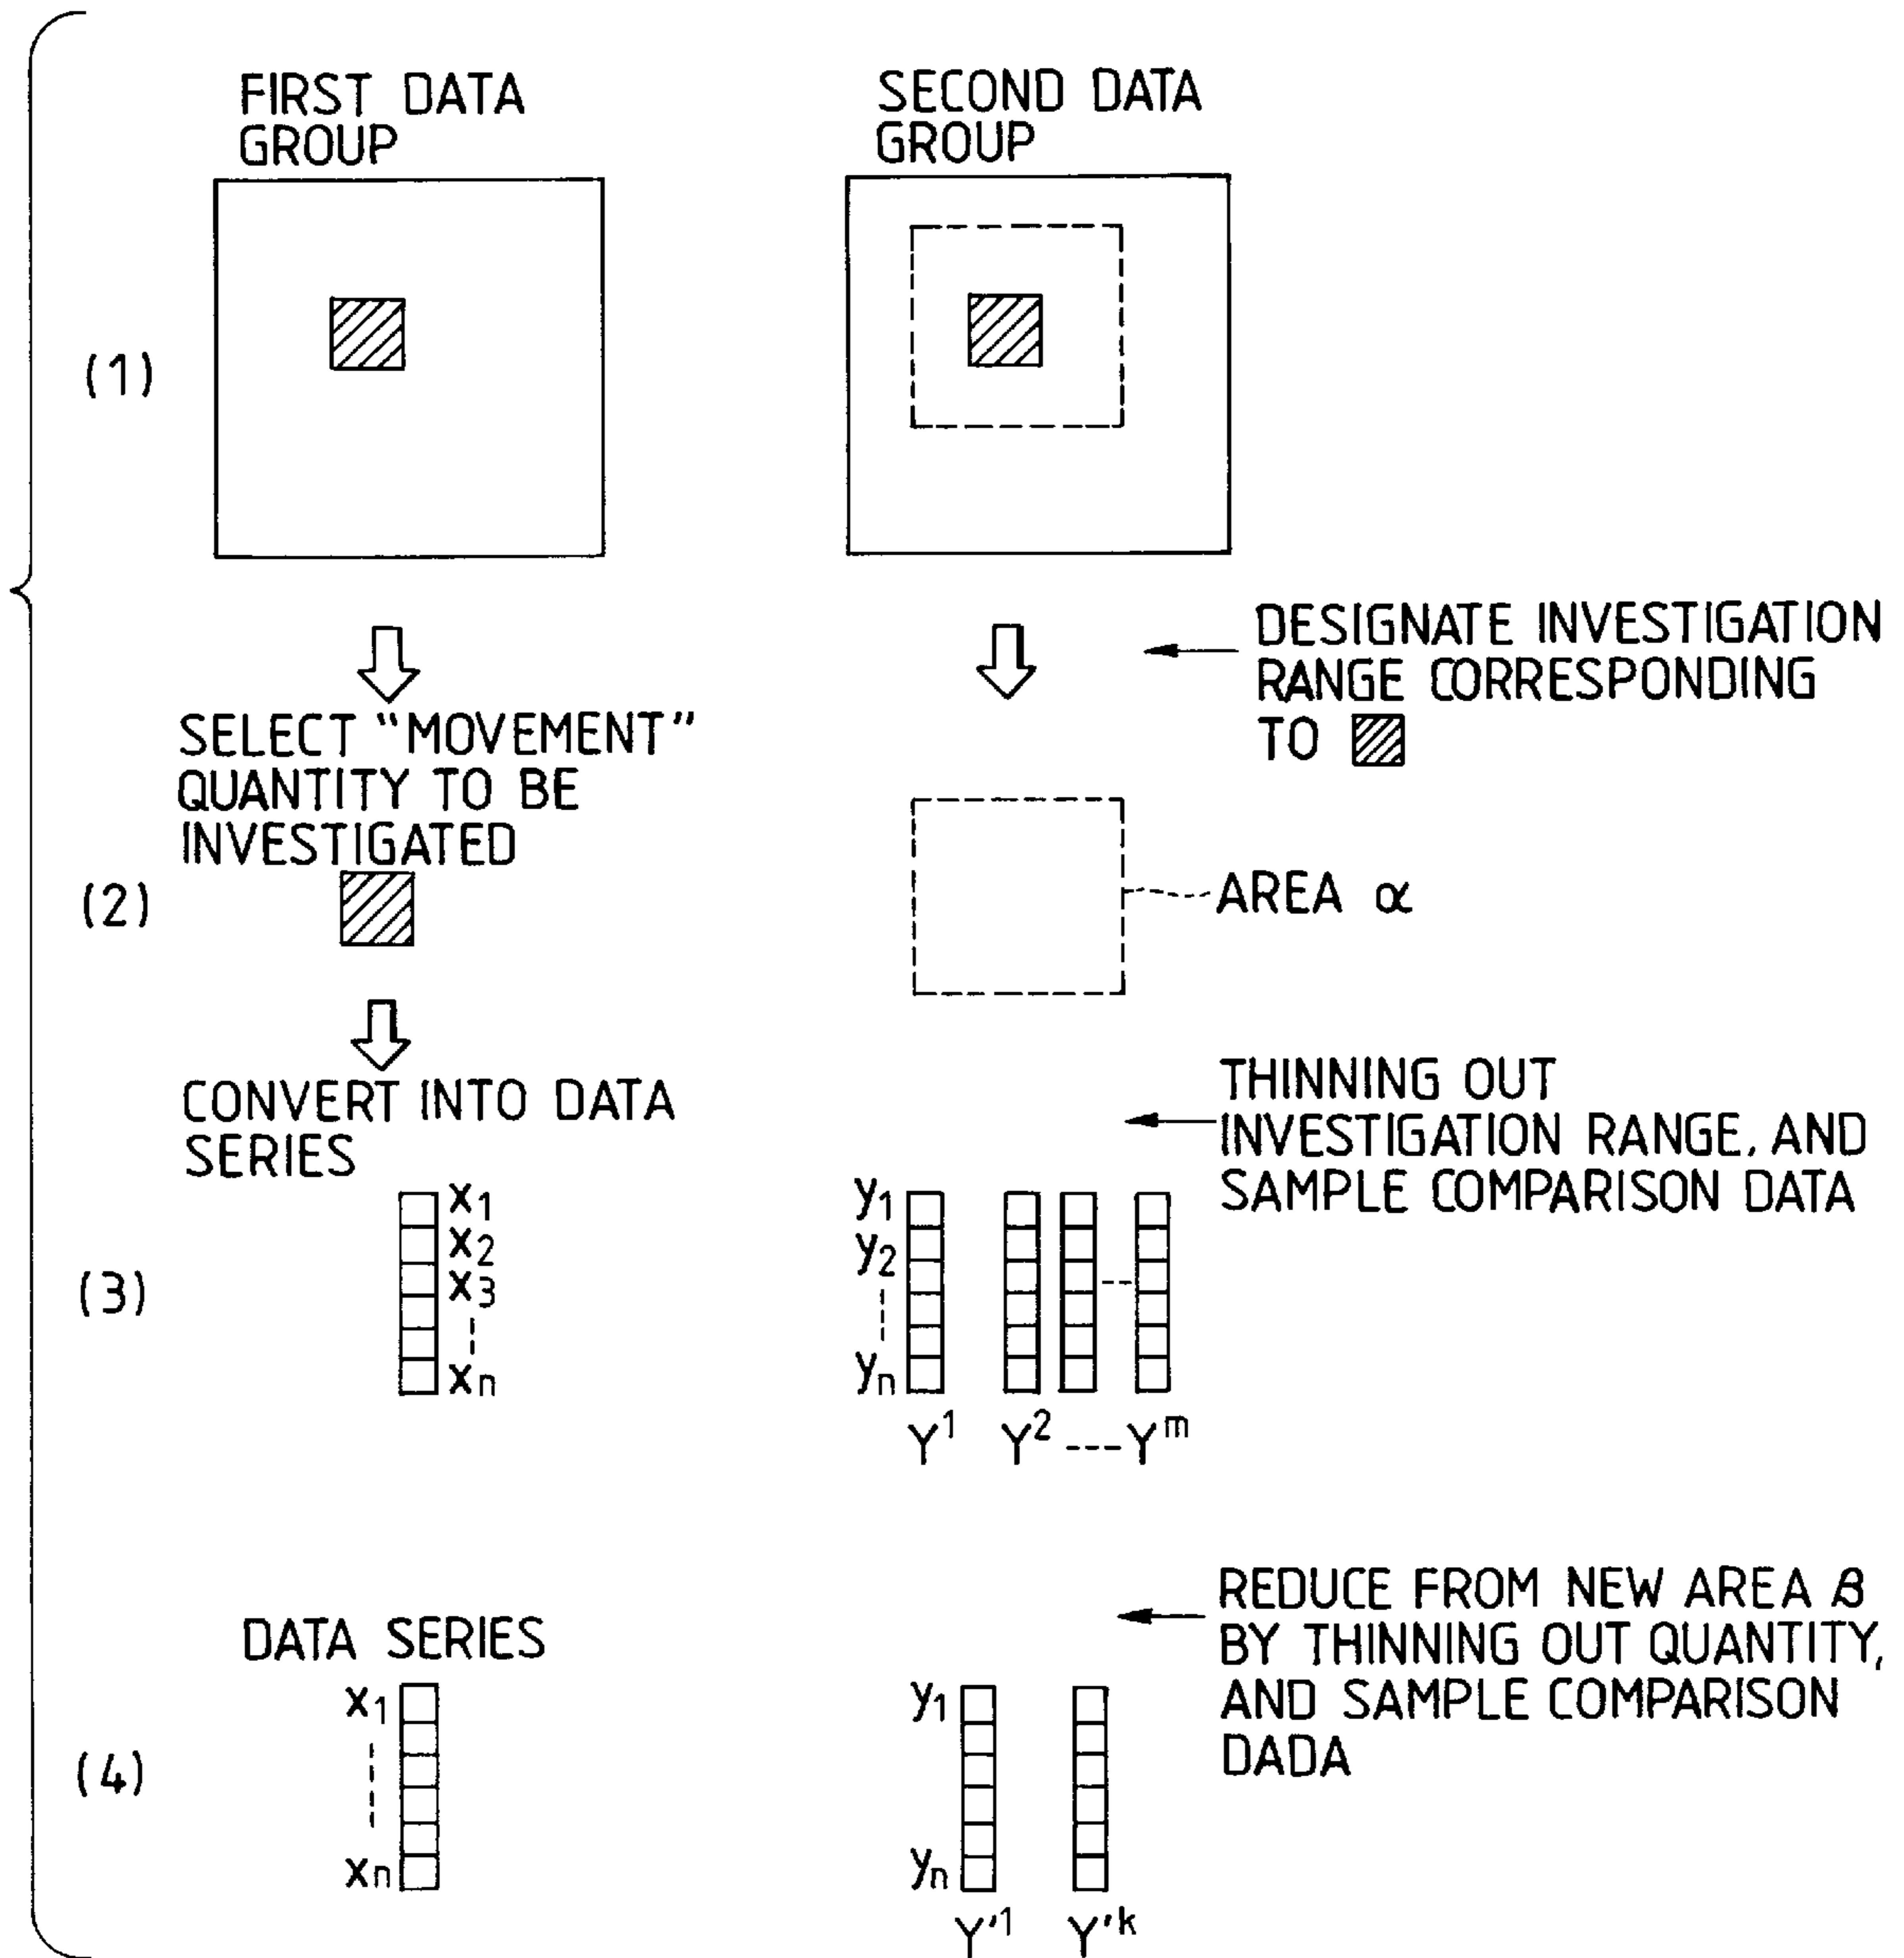 FIRST DATA
GROUP
SECOND DATA
GROUP
(1)
DESIGNATE INVESTIGATION
RANGE CORRESPONDING
TO
SELECT "MOVEMENT"
QUANTITY TO BE
INVESTIGATED
(2)
AREA α
CONVERT INTO DATA
SERIES
THINNING OUT
INVESTIGATION RANGE, AND
SAMPLE COMPARISON DATA
(3)
x1
x2
x3
xn
y1
y2
yn
Y^1 Y^2 ---- Y^m
REDUCE FROM NEW AREA β
BY THINNING OUT QUANTITY,
AND SAMPLE COMPARISON
DADA
DATA SERIES
(4)
x1
xn
y1
yn
Y'^1 Y'^k